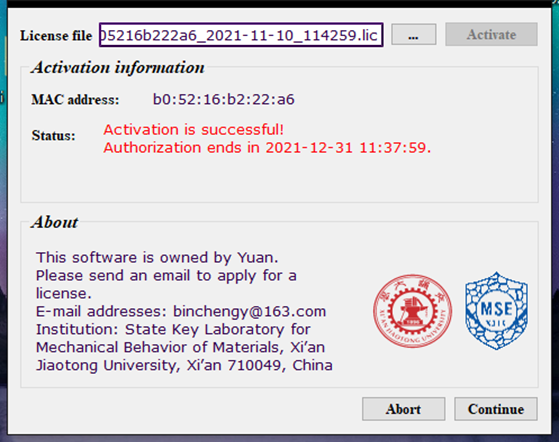 License file 05216b222a6_2021-11-10_114259.lic ... Activate
Activation information
MAC address: b0:52:16:b2:22:a6
Status: Activation is successful!
Authorization ends in 2021-12-31 11:37:59.
About
This software is owned by Yuan.
Please send an email to apply for a
license.
E-mail addresses: binchengy@163.com
Institution: State Key Laboratory for
Mechanical Behavior of Materials, Xi'an
Jiaotong University, Xi'an 710049, China
XI'AN JIAOTONG UNIVERSITY
MSE
XJTU
Abort Continue